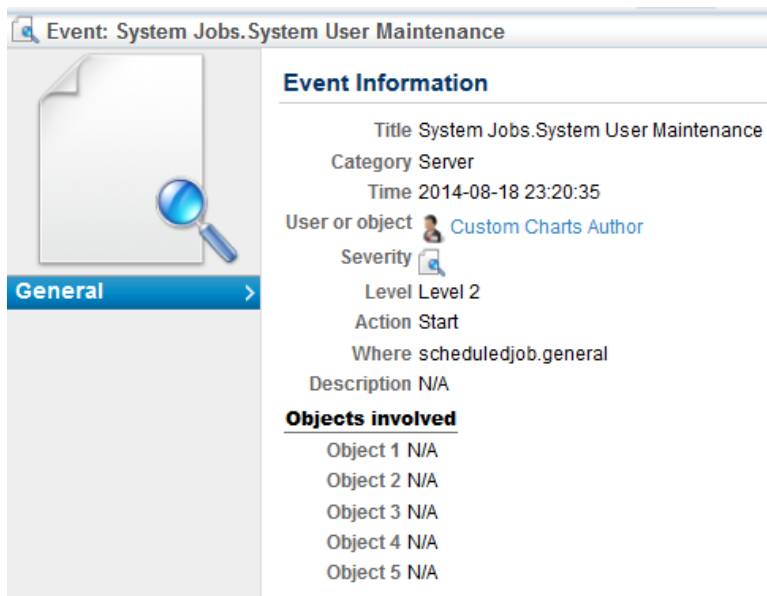 Event: System Jobs.System User Maintenance
Event Information
Title System Jobs.System User Maintenance
Category Server
Time 2014-08-18 23:20:35
User or object Custom Charts Author
Severity
General
Level Level 2
Action Start
Where scheduledjob.general
Description N/A
Objects involved
Object 1 N/A
Object 2 N/A
Object 3 N/A
Object 4 N/A
Object 5 N/A